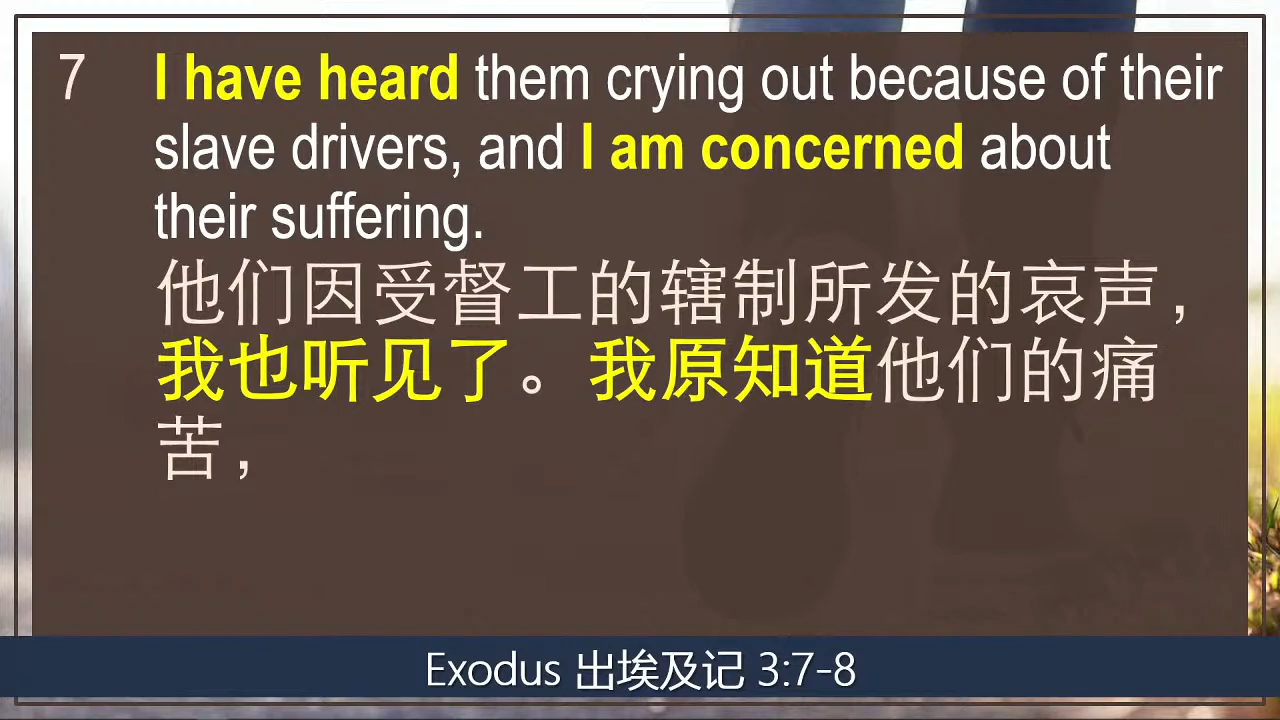 7 I have heard them crying out because of their
slave drivers, and I am concerned about
their suffering.
他们因受督工的辖制所发的哀声，
我也听见了。我原知道他们的痛
苦，
Exodus 出埃及记 3:7-8